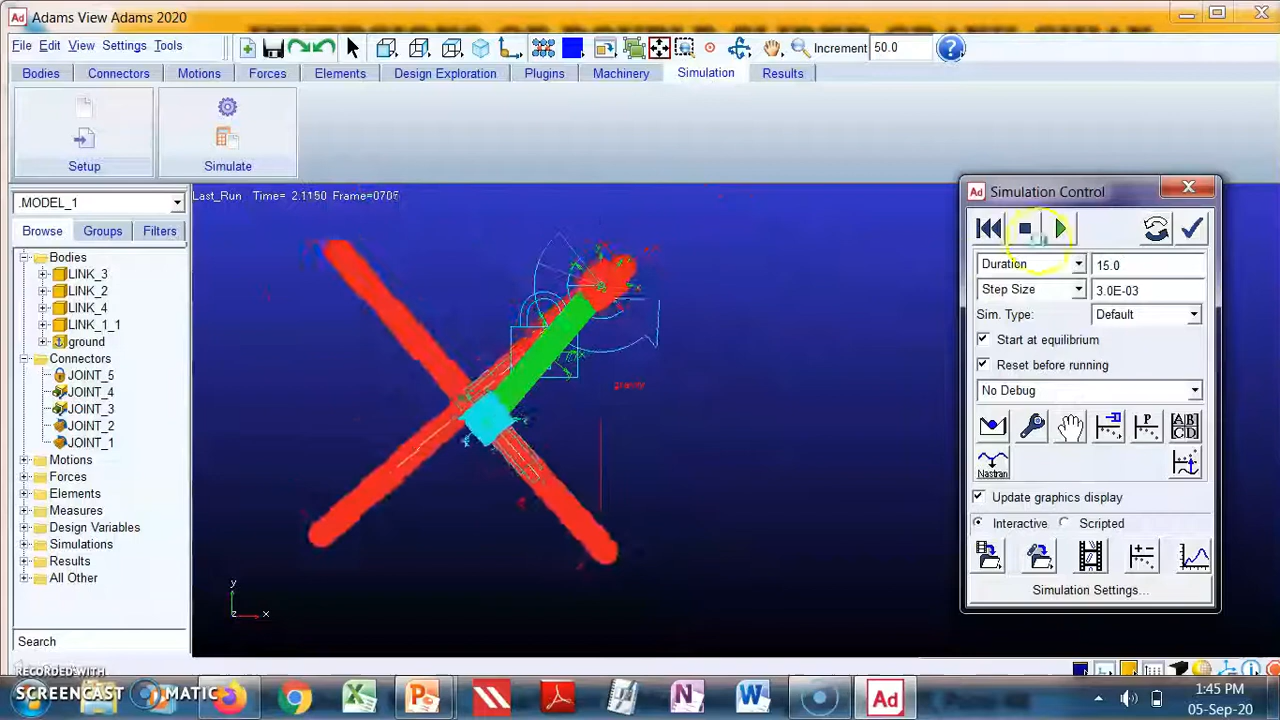 Adams View Adams 2020
File Edit View Settings Tools
Increment 50.0
Bodies Connectors Motions Forces Elements Design Exploration Plugins Machinery Simulation Results
Setup Simulate
.MODEL_1
Browse Groups Filters
Bodies
LINK_3
LINK_2
LINK_4
LINK_1_1
ground
Connectors
JOINT_5
JOINT_4
JOINT_3
JOINT_2
JOINT_1
Motions
Forces
Elements
Measures
Design Variables
Simulations
Results
All Other
Search
Last_Run Time= 2.1150 Frame=0705
gravity
y
z x
Simulation Control
Duration 15.0
Step Size 3.0E-03
Sim. Type: Default
Start at equilibrium
Reset before running
No Debug
Nastran
Update graphics display
Interactive Scripted
Simulation Settings...
RECORDED WITH
SCREENCAST MATIC
1:45 PM
05-Sep-20